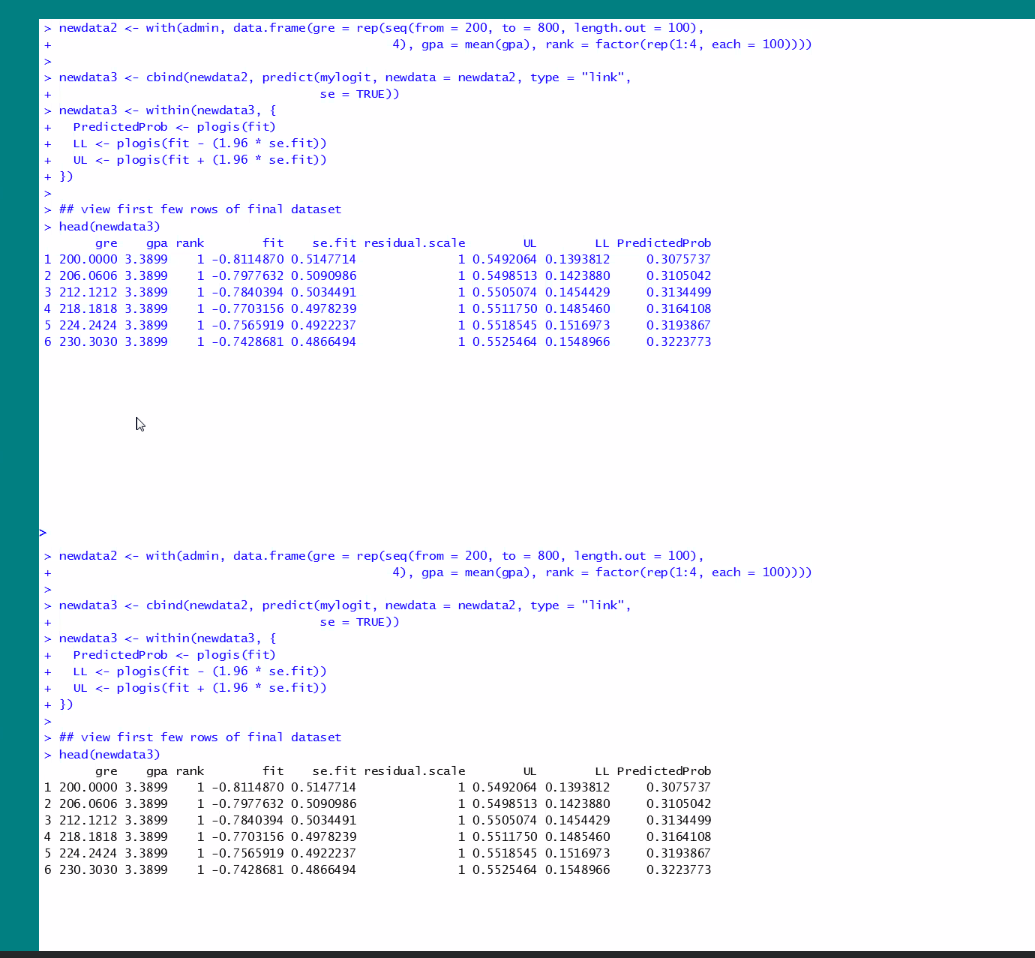 > newdata2 <- with(admin, data.frame(gre = rep(seq(from = 200, to = 800, length.out = 100),
+                                              4), gpa = mean(gpa), rank = factor(rep(1:4, each = 100))))
>
> newdata3 <- cbind(newdata2, predict(mylogit, newdata = newdata2, type = "link",
+                                     se = TRUE))
> newdata3 <- within(newdata3, {
+   PredictedProb <- plogis(fit)
+   LL <- plogis(fit - (1.96 * se.fit))
+   UL <- plogis(fit + (1.96 * se.fit))
+ })
>
> ## view first few rows of final dataset
> head(newdata3)
       gre    gpa rank        fit    se.fit residual.scale        UL        LL PredictedProb
1 200.0000 3.3899    1 -0.8114870 0.5147714              1 0.5492064 0.1393812     0.3075737
2 206.0606 3.3899    1 -0.7977632 0.5090986              1 0.5498513 0.1423880     0.3105042
3 212.1212 3.3899    1 -0.7840394 0.5034491              1 0.5505074 0.1454429     0.3134499
4 218.1818 3.3899    1 -0.7703156 0.4978239              1 0.5511750 0.1485460     0.3164108
5 224.2424 3.3899    1 -0.7565919 0.4922237              1 0.5518545 0.1516973     0.3193867
6 230.3030 3.3899    1 -0.7428681 0.4866494              1 0.5525464 0.1548966     0.3223773
>
> newdata2 <- with(admin, data.frame(gre = rep(seq(from = 200, to = 800, length.out = 100),
+                                              4), gpa = mean(gpa), rank = factor(rep(1:4, each = 100))))
>
> newdata3 <- cbind(newdata2, predict(mylogit, newdata = newdata2, type = "link",
+                                     se = TRUE))
> newdata3 <- within(newdata3, {
+   PredictedProb <- plogis(fit)
+   LL <- plogis(fit - (1.96 * se.fit))
+   UL <- plogis(fit + (1.96 * se.fit))
+ })
>
> ## view first few rows of final dataset
> head(newdata3)
       gre    gpa rank        fit    se.fit residual.scale        UL        LL PredictedProb
1 200.0000 3.3899    1 -0.8114870 0.5147714              1 0.5492064 0.1393812     0.3075737
2 206.0606 3.3899    1 -0.7977632 0.5090986              1 0.5498513 0.1423880     0.3105042
3 212.1212 3.3899    1 -0.7840394 0.5034491              1 0.5505074 0.1454429     0.3134499
4 218.1818 3.3899    1 -0.7703156 0.4978239              1 0.5511750 0.1485460     0.3164108
5 224.2424 3.3899    1 -0.7565919 0.4922237              1 0.5518545 0.1516973     0.3193867
6 230.3030 3.3899    1 -0.7428681 0.4866494              1 0.5525464 0.1548966     0.3223773